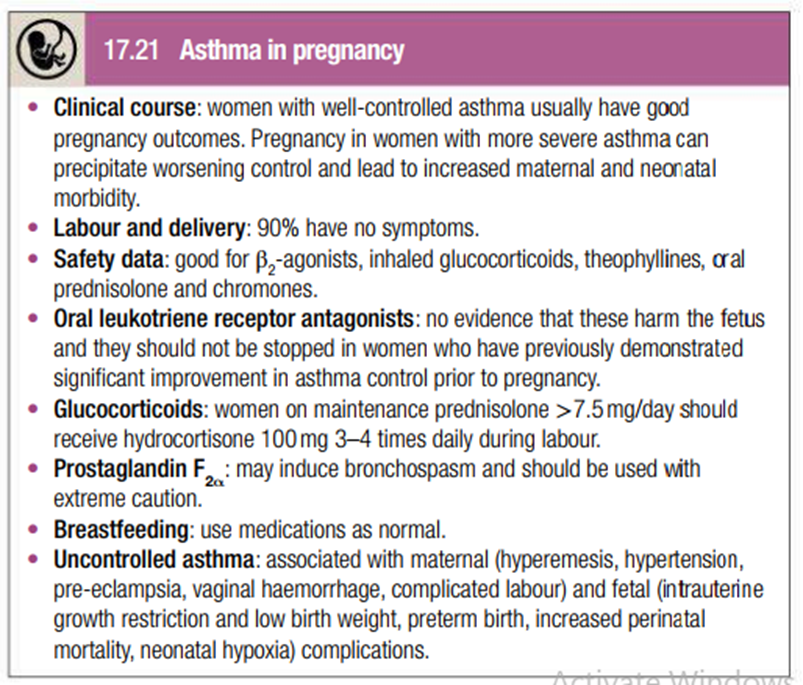 17.21 Asthma in pregnancy
• Clinical course: women with well-controlled asthma usually have good
pregnancy outcomes. Pregnancy in women with more severe asthma can
precipitate worsening control and lead to increased maternal and neonatal
morbidity.
• Labour and delivery: 90% have no symptoms.
• Safety data: good for β₂-agonists, inhaled glucocorticoids, theophyllines, oral
prednisolone and chromones.
• Oral leukotriene receptor antagonists: no evidence that these harm the fetus
and they should not be stopped in women who have previously demonstrated
significant improvement in asthma control prior to pregnancy.
• Glucocorticoids: women on maintenance prednisolone >7.5 mg/day should
receive hydrocortisone 100 mg 3–4 times daily during labour.
• Prostaglandin F2α: may induce bronchospasm and should be used with
extreme caution.
• Breastfeeding: use medications as normal.
• Uncontrolled asthma: associated with maternal (hyperemesis, hypertension,
pre-eclampsia, vaginal haemorrhage, complicated labour) and fetal (intrauterine
growth restriction and low birth weight, preterm birth, increased perinatal
mortality, neonatal hypoxia) complications.
Activate Windows